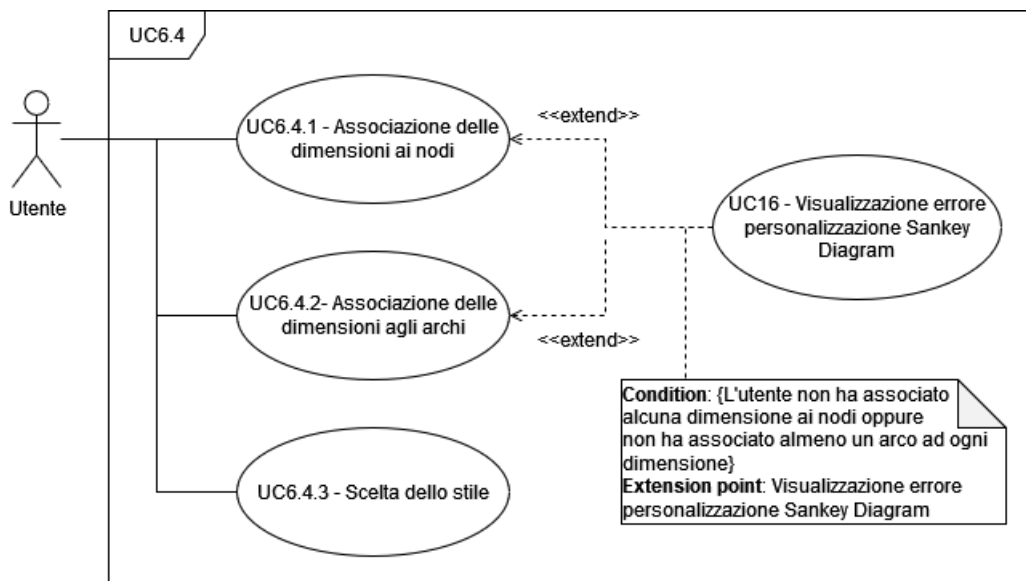 UC6.4
Utente
UC6.4.1 - Associazione delle
dimensioni ai nodi
<<extend>>
UC16 - Visualizzazione errore
personalizzazione Sankey
Diagram
UC6.4.2- Associazione delle
dimensioni agli archi
<<extend>>
Condition: {L'utente non ha associato
alcuna dimensione ai nodi oppure
non ha associato almeno un arco ad ogni
dimensione}
Extension point: Visualizzazione errore
personalizzazione Sankey Diagram
UC6.4.3 - Scelta dello stile